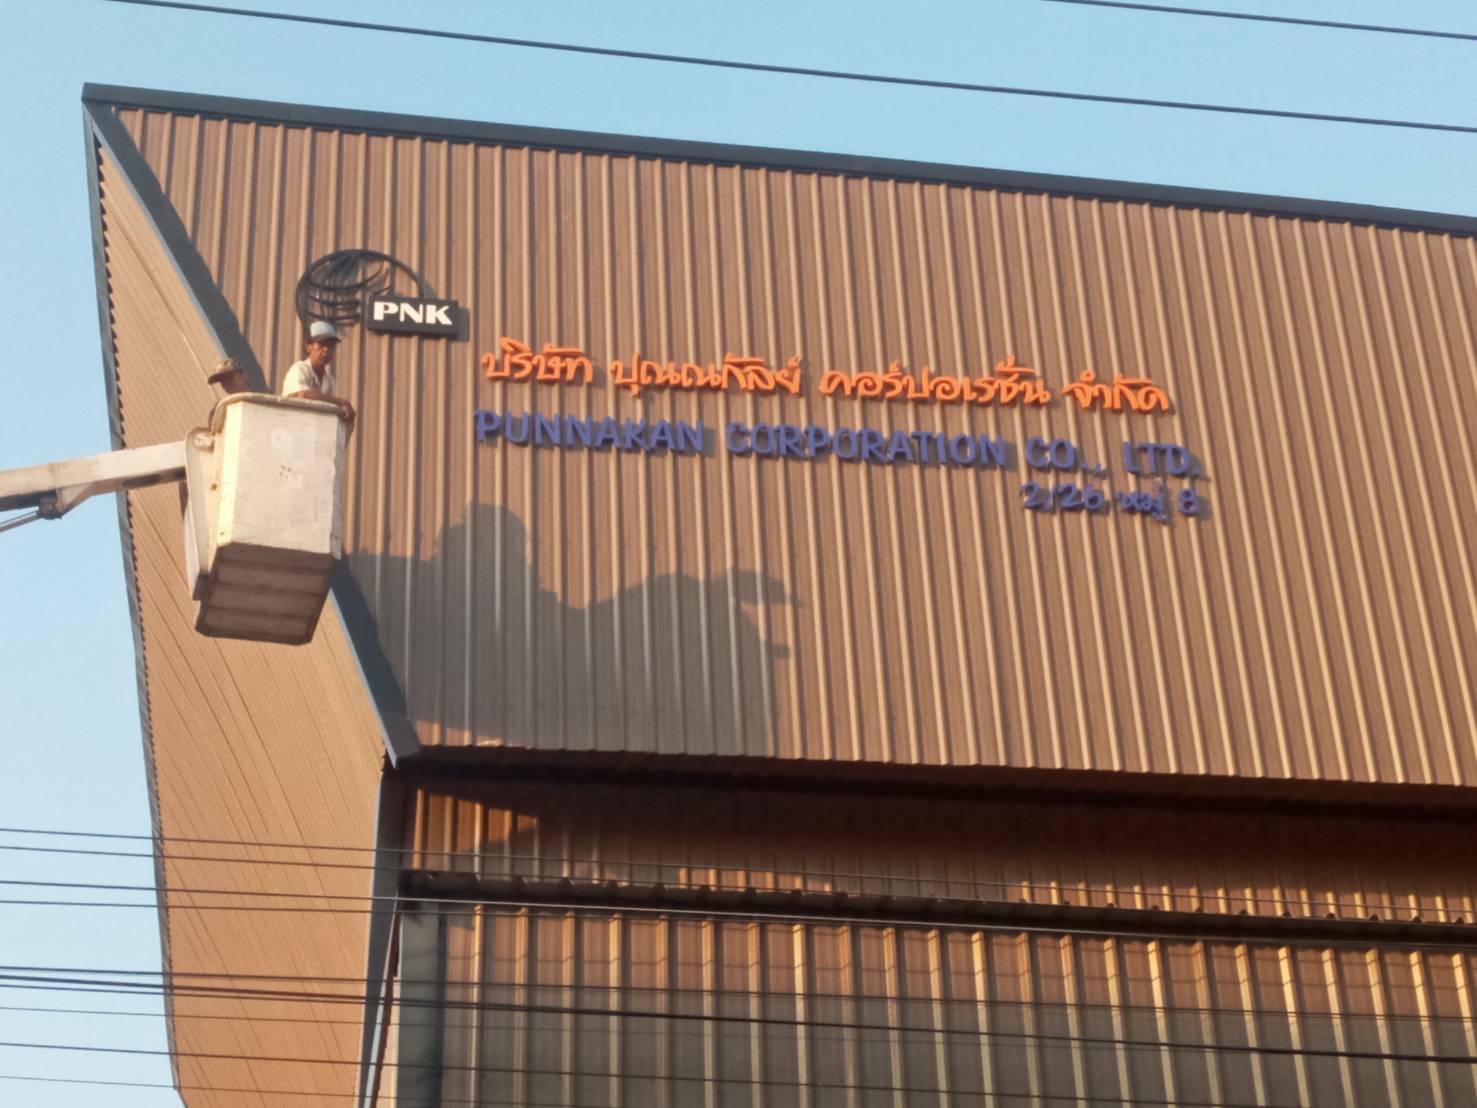 PNK
บริษัท ปุณณกัลย์ คอร์ปอเรชั่น จำกัด
PUNNAKAN CORPORATION CO., LTD.
2/26 หมู่ 8